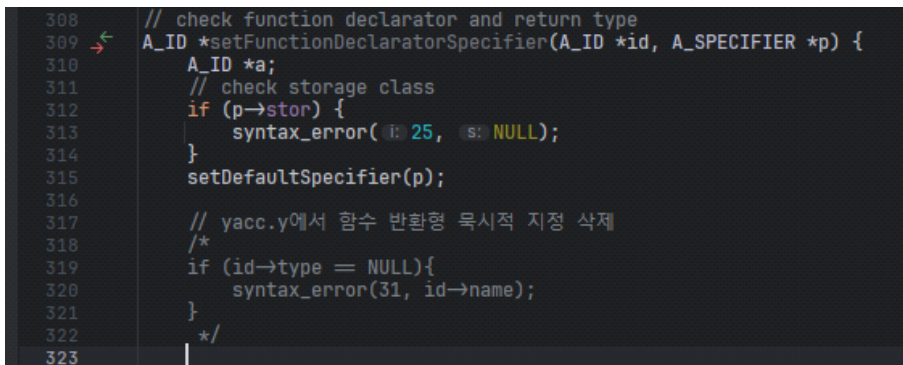 308 // check function declarator and return type
309 A_ID *setFunctionDeclaratorSpecifier(A_ID *id, A_SPECIFIER *p) {
310 A_ID *a;
311 // check storage class
312 if (p→stor) {
313 syntax_error( i: 25, s: NULL);
314 }
315 setDefaultSpecifier(p);
316
317 // yacc.y에서 함수 반환형 묵시적 지정 삭제
318 /*
319 if (id→type == NULL){
320 syntax_error(31, id→name);
321 }
322 */
323